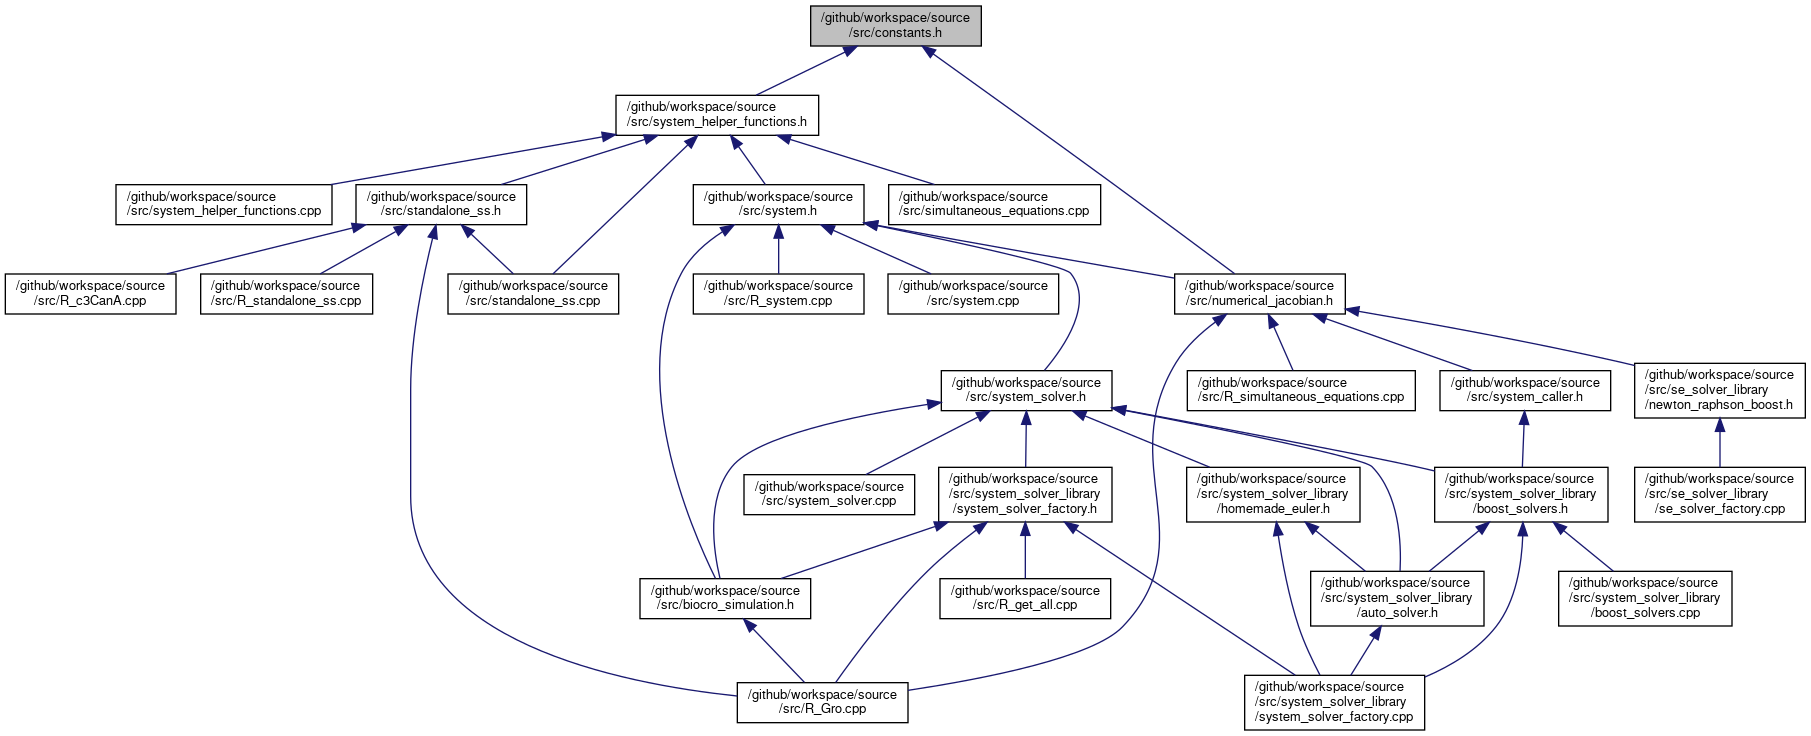 /github/workspace/source
/src/constants.h
/github/workspace/source
/src/system_helper_functions.h
/github/workspace/source
/src/system_helper_functions.cpp
/github/workspace/source
/src/standalone_ss.h
/github/workspace/source
/src/system.h
/github/workspace/source
/src/simultaneous_equations.cpp
/github/workspace/source
/src/R_c3CanA.cpp
/github/workspace/source
/src/R_standalone_ss.cpp
/github/workspace/source
/src/standalone_ss.cpp
/github/workspace/source
/src/R_system.cpp
/github/workspace/source
/src/system.cpp
/github/workspace/source
/src/numerical_jacobian.h
/github/workspace/source
/src/system_solver.h
/github/workspace/source
/src/R_simultaneous_equations.cpp
/github/workspace/source
/src/system_caller.h
/github/workspace/source
/src/se_solver_library
/newton_raphson_boost.h
/github/workspace/source
/src/system_solver.cpp
/github/workspace/source
/src/system_solver_library
/system_solver_factory.h
/github/workspace/source
/src/system_solver_library
/homemade_euler.h
/github/workspace/source
/src/system_solver_library
/boost_solvers.h
/github/workspace/source
/src/se_solver_library
/se_solver_factory.cpp
/github/workspace/source
/src/biocro_simulation.h
/github/workspace/source
/src/R_get_all.cpp
/github/workspace/source
/src/system_solver_library
/auto_solver.h
/github/workspace/source
/src/system_solver_library
/boost_solvers.cpp
/github/workspace/source
/src/R_Gro.cpp
/github/workspace/source
/src/system_solver_library
/system_solver_factory.cpp